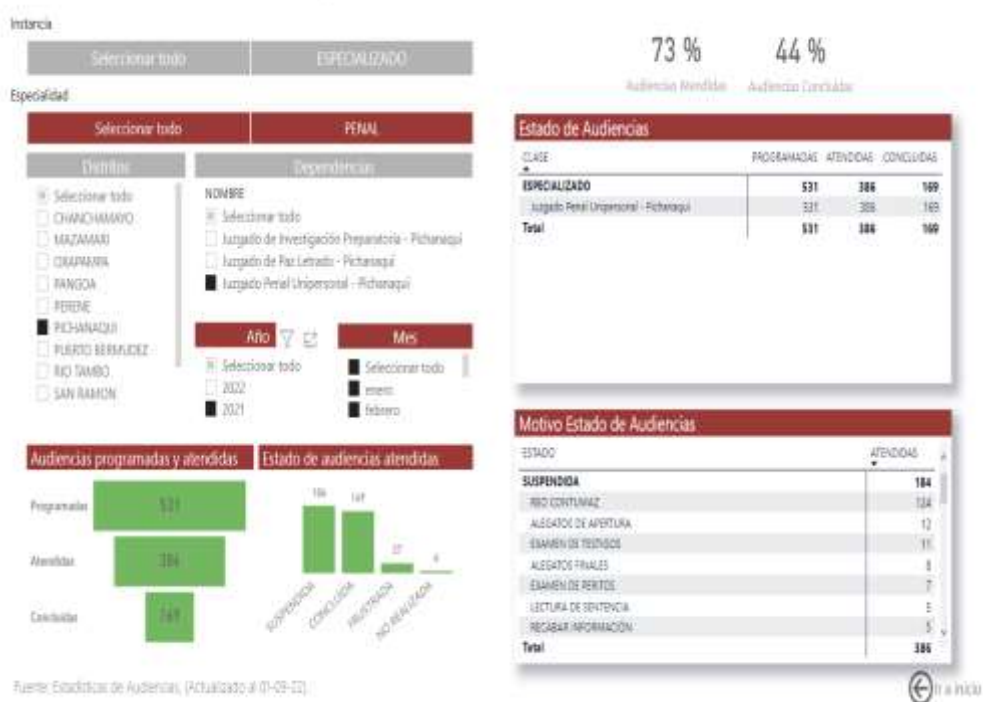 Instancia
Seleccionar todo ESPECIALIZADO
Especialidad
Seleccionar todo PENAL
Distritos
Seleccionar todo
CHANCHAMAYO
MAZAMARI
OXAPAMPA
PANGOA
PERENE
PICHANAQUI
PUERTO BERMUDEZ
RIO TAMBO
SAN RAMON
Dependencias
NOMBRE
Seleccionar todo
Juzgado de Investigación Preparatoria - Pichanaqui
Juzgado de Paz Letrado - Pichanaqui
Juzgado Penal Unipersonal - Pichanaqui
Año
Seleccionar todo
2022
2021
Mes
Seleccionar todo
enero
febrero
73 % 44 %
Audiencias Atendidas Audiencias Concluidas
Estado de Audiencias
CLASE PROGRAMADAS ATENDIDAS CONCLUIDAS
ESPECIALIZADO 531 386 169
Juzgado Penal Unipersonal - Pichanaqui 531 386 169
Total 531 386 169
Audiencias programadas y atendidas
Programadas 531
Atendidas 386
Concluidas 169
Estado de audiencias atendidas
169
SUSPENDIDA CONCLUIDA FRUSTRADA NO REALIZADA
Motivo Estado de Audiencias
ESTADO ATENDIDAS
SUSPENDIDA 184
REO CONTUMAZ 124
ALEGATOS DE APERTURA 12
EXAMEN DE TESTIGOS 11
ALEGATOS FINALES 8
EXAMEN DE PERITOS 7
LECTURA DE SENTENCIA 5
RECABAR INFORMACIÓN 5
Total 386
Fuente: Estadísticas de Audiencias, (Actualizado al 01-09-22)
Ir a inicio